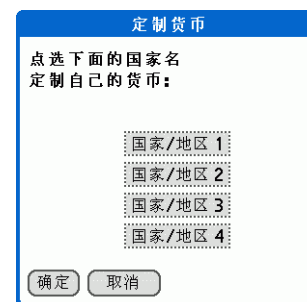 定制货币
点选下面的国家名
定制自己的货币:
国家/地区 1
国家/地区 2
国家/地区 3
国家/地区 4
确定 取消